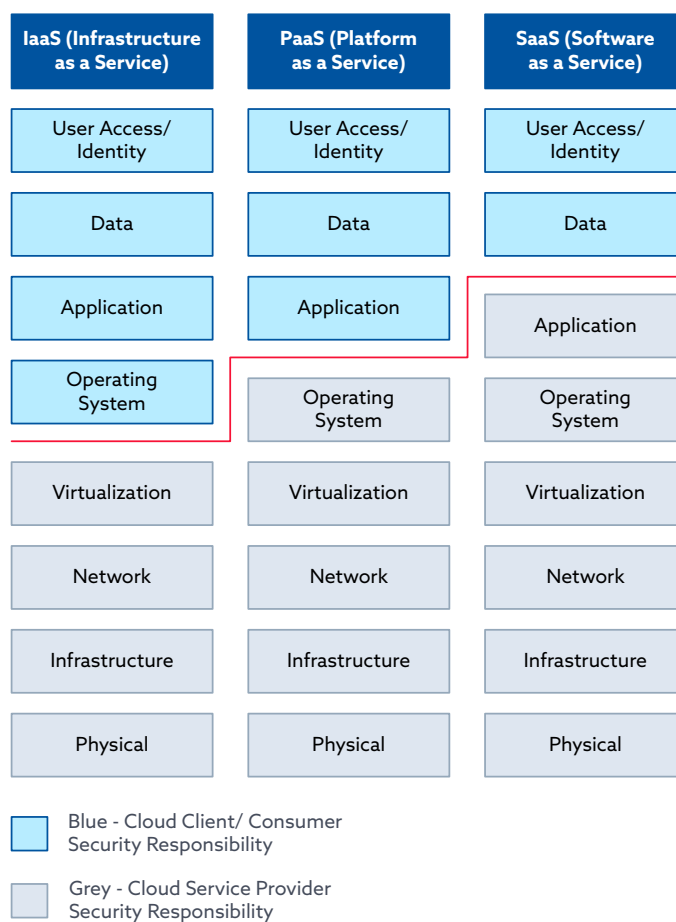 IaaS (Infrastructure
as a Service)
User Access/
Identity
Data
Application
Operating
System
Virtualization
Network
Infrastructure
Physical
PaaS (Platform
as a Service)
User Access/
Identity
Data
Application
Operating
System
Virtualization
Network
Infrastructure
Physical
SaaS (Software
as a Service)
User Access/
Identity
Data
Application
Operating
System
Virtualization
Network
Infrastructure
Physical
Blue - Cloud Client/ Consumer
Security Responsibility
Grey - Cloud Service Provider
Security Responsibility